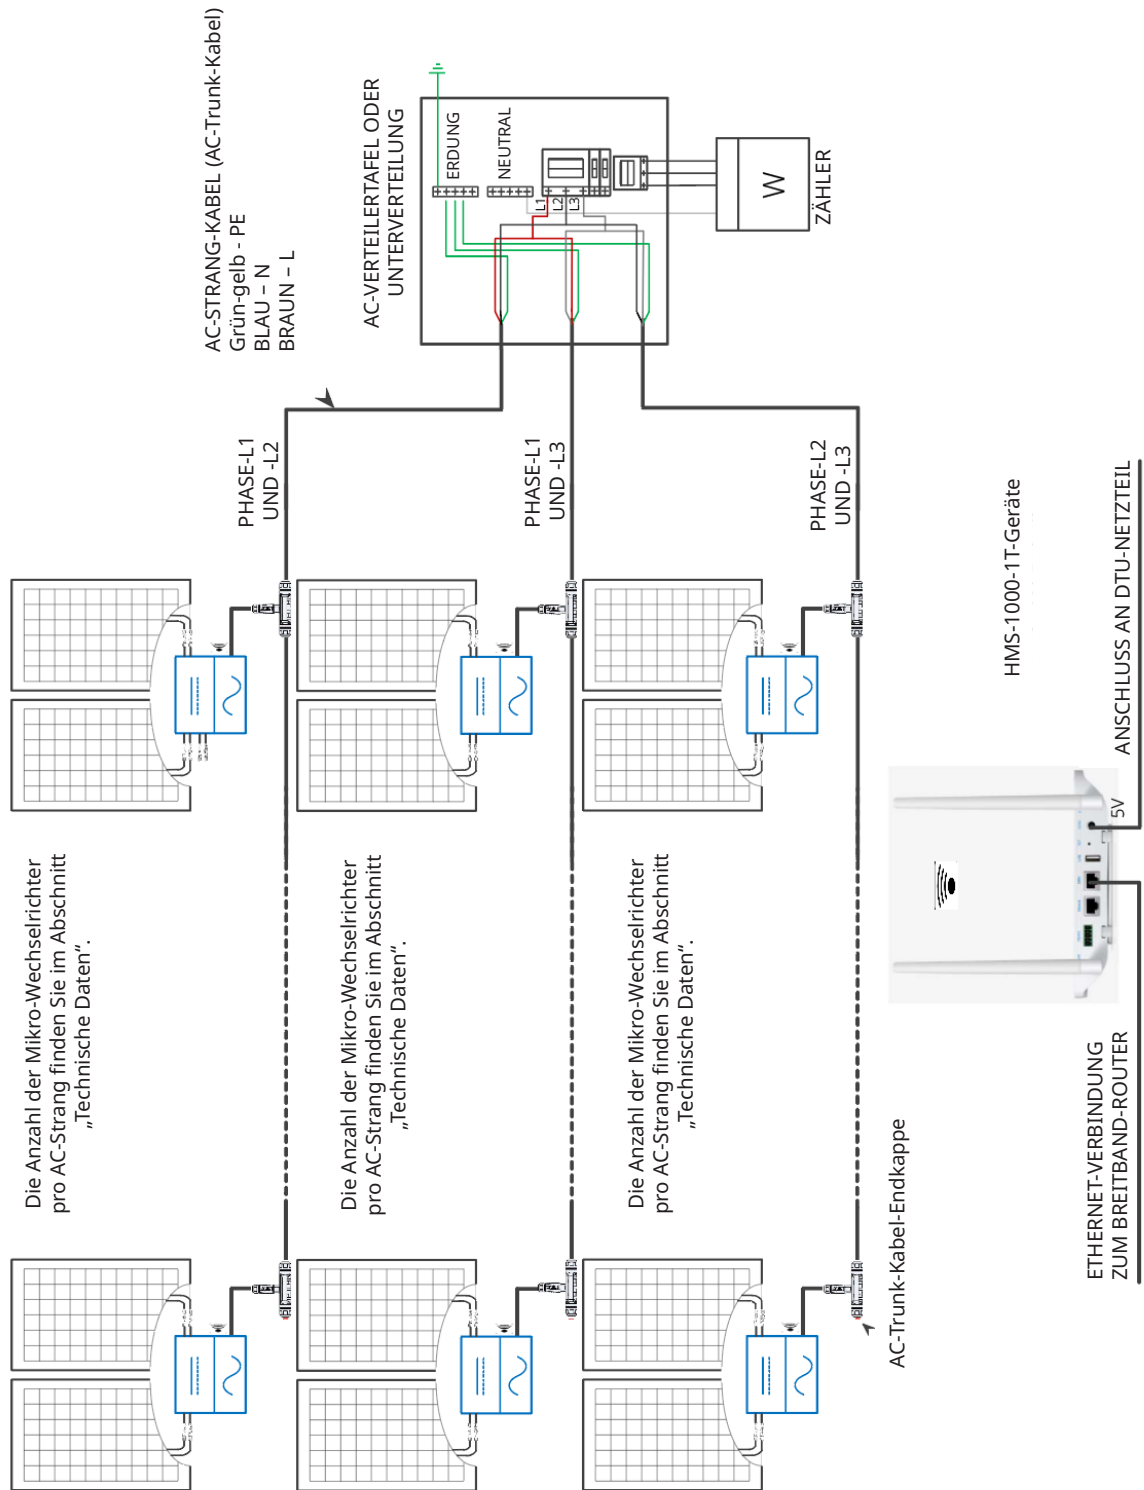 AC-STRANG-KABEL (AC-Trunk-Kabel)
Grün-gelb - PE
BLAU – N
BRAUN – L
AC-VERTEILERTAFEL ODER
UNTERVERTEILUNG
ERDUNG
NEUTRAL
L1
L2
L3
W
ZÄHLER
PHASE-L1
UND -L2
PHASE-L1
UND -L3
PHASE-L2
UND -L3
Die Anzahl der Mikro-Wechselrichter
pro AC-Strang finden Sie im Abschnitt
„Technische Daten“.
Die Anzahl der Mikro-Wechselrichter
pro AC-Strang finden Sie im Abschnitt
„Technische Daten“.
Die Anzahl der Mikro-Wechselrichter
pro AC-Strang finden Sie im Abschnitt
„Technische Daten“.
HMS-1000-1T-Geräte
ANSCHLUSS AN DTU-NETZTEIL
5V
ETHERNET-VERBINDUNG
ZUM BREITBAND-ROUTER
AC-Trunk-Kabel-Endkappe